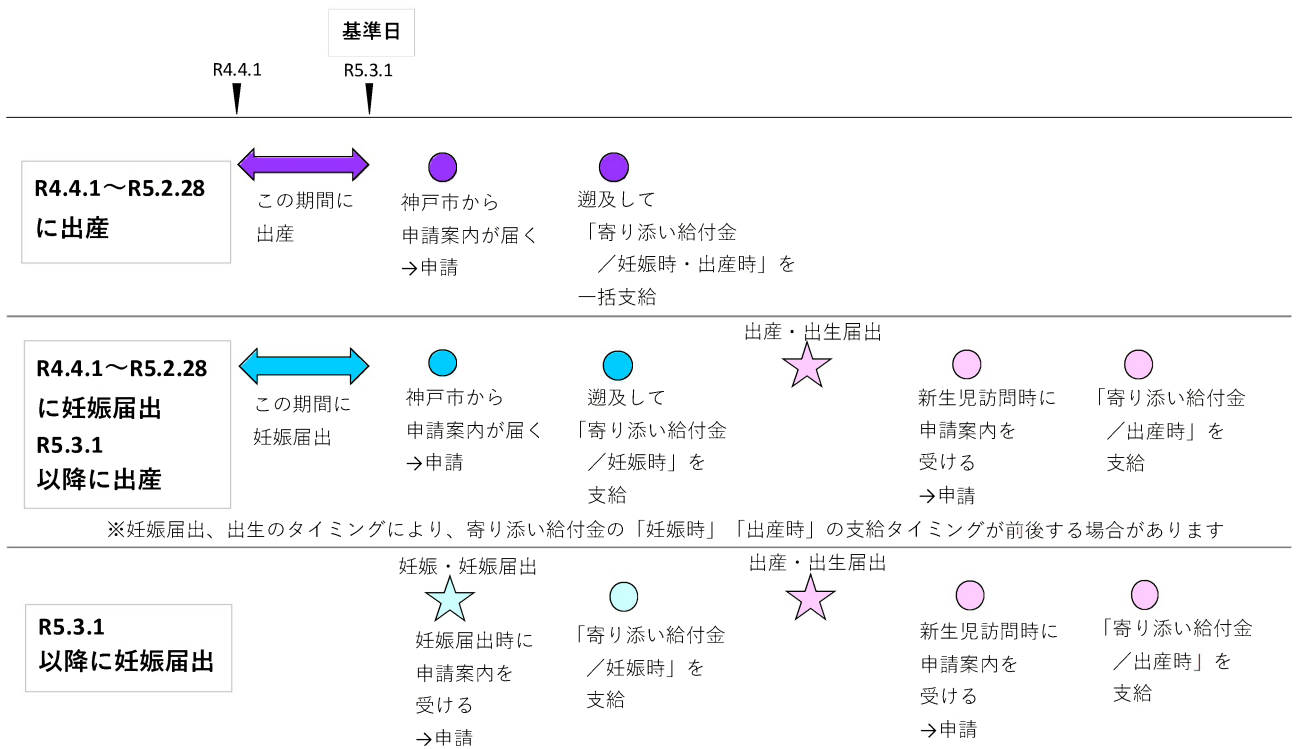 基準日
R4.4.1
R5.3.1
R4.4.1～R5.2.28
に出産
この期間に
出産
神戸市から
申請案内が届く
→申請
遡及して
「寄り添い給付金
／妊娠時・出産時」を
一括支給
R4.4.1～R5.2.28
に妊娠届出
R5.3.1
以降に出産
この期間に
妊娠届出
神戸市から
申請案内が届く
→申請
遡及して
「寄り添い給付金
／妊娠時」を
支給
出産・出生届出
新生児訪問時に
申請案内を
受ける
→申請
「寄り添い給付金
／出産時」を
支給
※妊娠届出、出生のタイミングにより、寄り添い給付金の「妊娠時」「出産時」の支給タイミングが前後する場合があります
R5.3.1
以降に妊娠届出
妊娠・妊娠届出
妊娠届出時に
申請案内を
受ける
→申請
「寄り添い給付金
／妊娠時」を
支給
出産・出生届出
新生児訪問時に
申請案内を
受ける
→申請
「寄り添い給付金
／出産時」を
支給